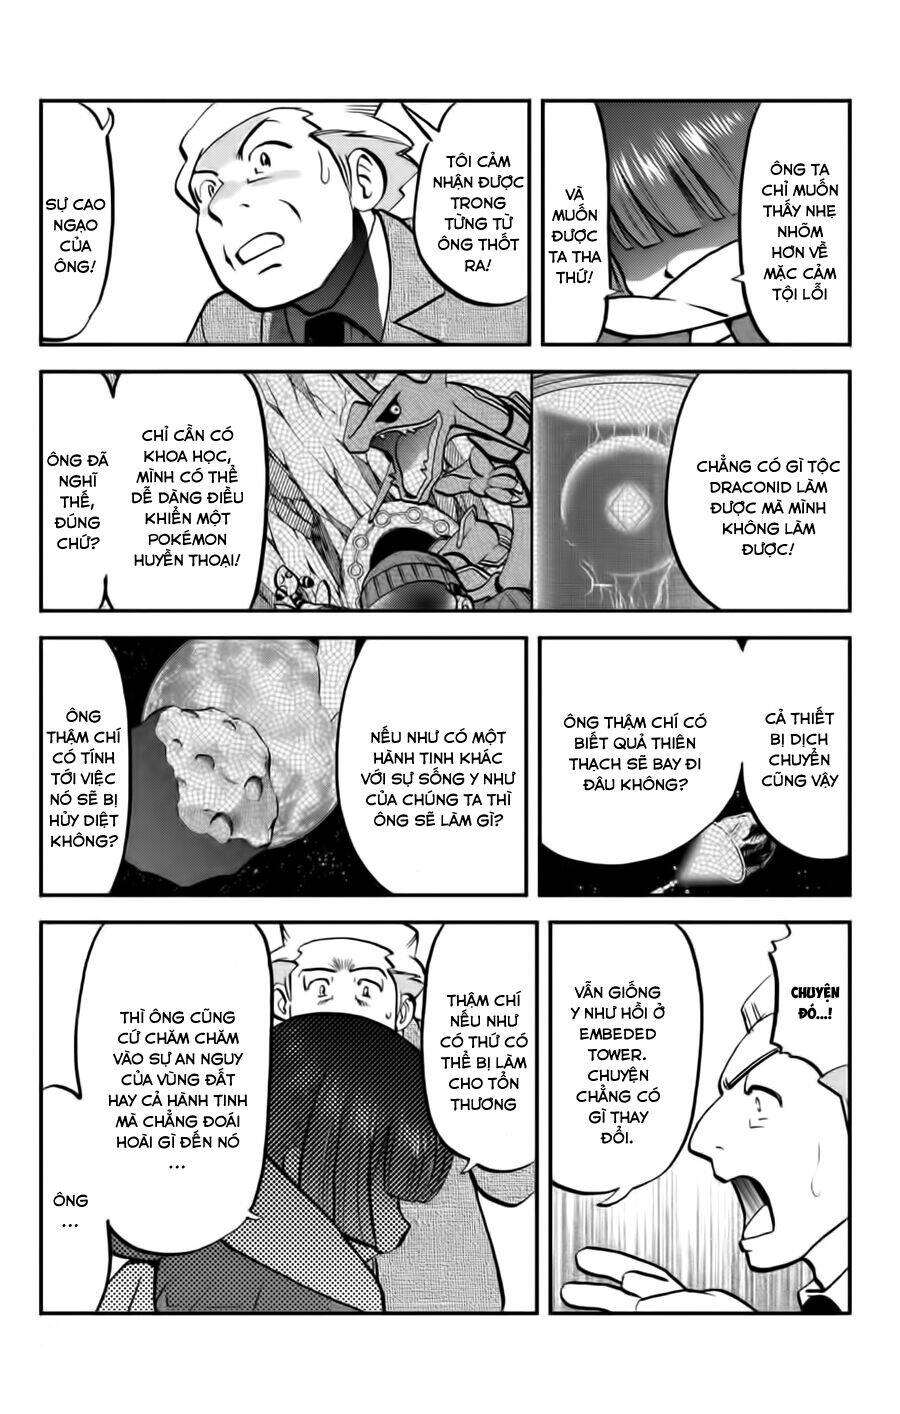 ÔNG TA
CHỈ MUỐN
THẤY NHẸ
NHÕM
HƠN VỀ
MẶC CẢM
TỘI LỖI
VÀ
MUỐN
ĐƯỢC
TA THA
THỨ!
TÔI CẢM
NHẬN ĐƯỢC
TRONG
TỪNG TỪ
ÔNG THỐT
RA!
SỰ CAO
NGẠO
CỦA
ÔNG!
CHẲNG CÓ GÌ TỘC
DRACONID LÀM
ĐƯỢC MÀ MÌNH
KHÔNG LÀM
ĐƯỢC!
CHỈ CẦN CÓ
KHOA HỌC,
MÌNH CÓ THỂ
DỄ DÀNG ĐIỀU
KHIỂN MỘT
POKÉMON
HUYỀN THOẠI!
ÔNG ĐÃ
NGHĨ
THẾ,
ĐÚNG
CHỨ?
CẢ THIẾT
BỊ DỊCH
CHUYỂN
CŨNG VẬY
ÔNG THẬM CHÍ CÓ
BIẾT QUẢ THIÊN
THẠCH SẼ BAY ĐI
ĐÂU KHÔNG?
NẾU NHƯ CÓ MỘT
HÀNH TINH KHÁC
VỚI SỰ SỐNG Y NHƯ
CỦA CHÚNG TA THÌ
ÔNG SẼ LÀM GÌ?
ÔNG
THẬM CHÍ
CÓ TÍNH
TỚI VIỆC
NÓ SẼ BỊ
HỦY DIỆT
KHÔNG?
CHUYỆN
ĐÓ...!
VẪN GIỐNG
Y NHƯ HỒI Ở
EMBEDED
TOWER.
CHUYỆN
CHẲNG CÓ
GÌ THAY
ĐỔI.
THẬM CHÍ
NẾU NHƯ
CÓ THỨ CÓ
THỂ BỊ LÀM
CHO TỔN
THƯƠNG
THÌ ÔNG CŨNG
CỨ CHĂM CHĂM
VÀO SỰ AN NGUY
CỦA VÙNG ĐẤT
HAY CẢ HÀNH TINH
MÀ CHẲNG ĐOÁI
HOÀI GÌ ĐẾN NÓ
...
ÔNG
...